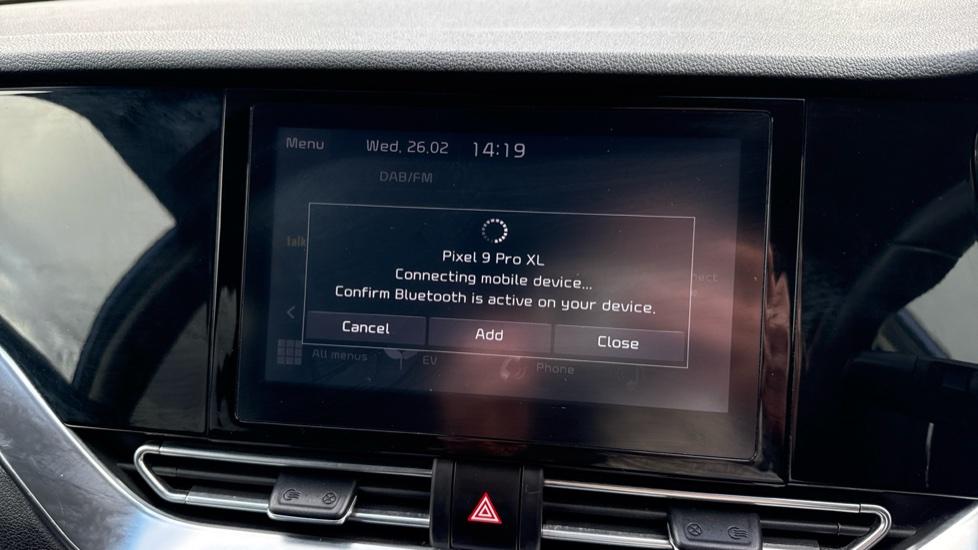 Menu
Wed, 26.02
14:19
DAB/FM
talk
Pixel 9 Pro XL
Connecting mobile device...
Confirm Bluetooth is active on your device.
Cancel
Add
Close
All menus
EV
Phone